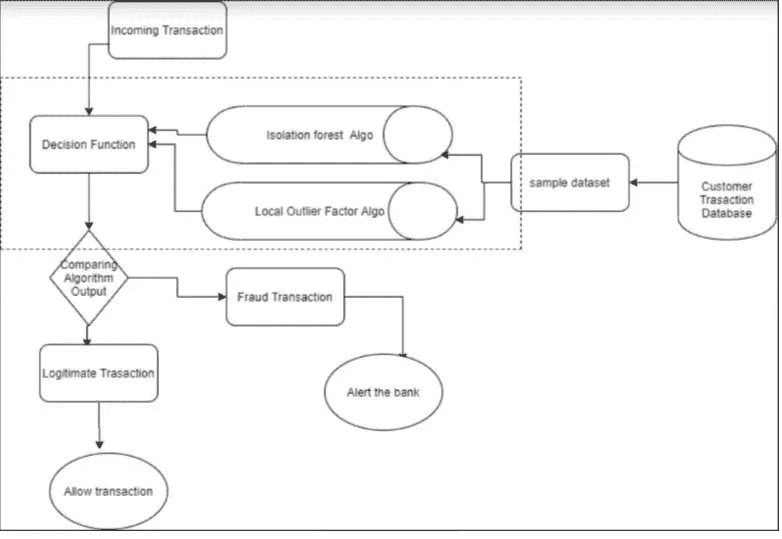 Incoming Transaction
Decision Function
Isolation forest Algo
Local Outlier Factor Algo
sample dataset
Customer
Trasaction
Database
Comparing
Algorithm
Output
Fraud Transaction
Logitimate Trasaction
Alert the bank
Allow transaction